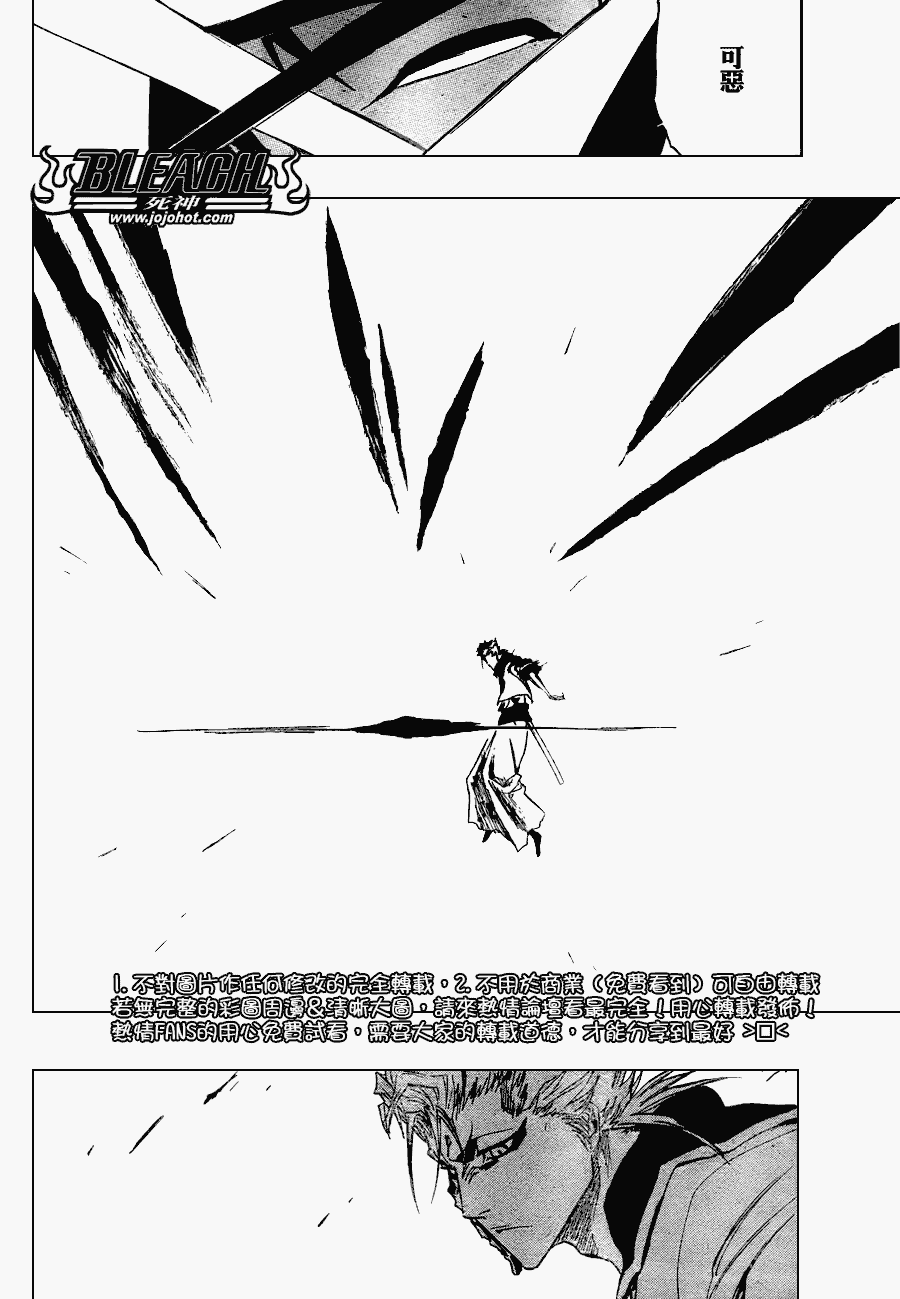 可惡
BLEACH
死神
www.jojohot.com
1. 不對圖片作任何修改的完全轉載，2. 不用於商業（免費看到）可自由轉載
若無完整的彩圖周邊&清晰大圖，請來熱情論壇看最完全！用心轉載發佈！
熱情FANS的用心免費試看，需要大家的轉載道德，才能分享到最好 >□<